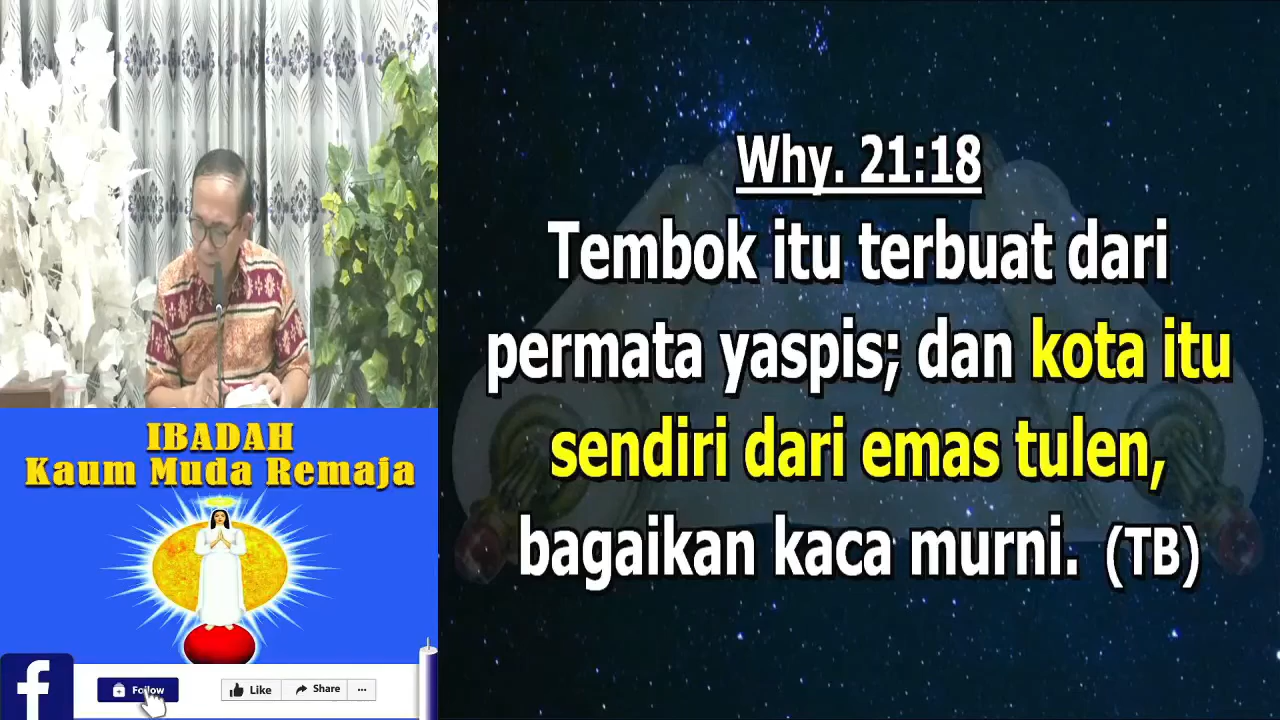 Why. 21:18
Tembok itu terbuat dari
permata yaspis; dan kota itu
sendiri dari emas tulen,
bagaikan kaca murni. (TB)
IBADAH
Kaum Muda Remaja
f
Follow
Like
Share
...